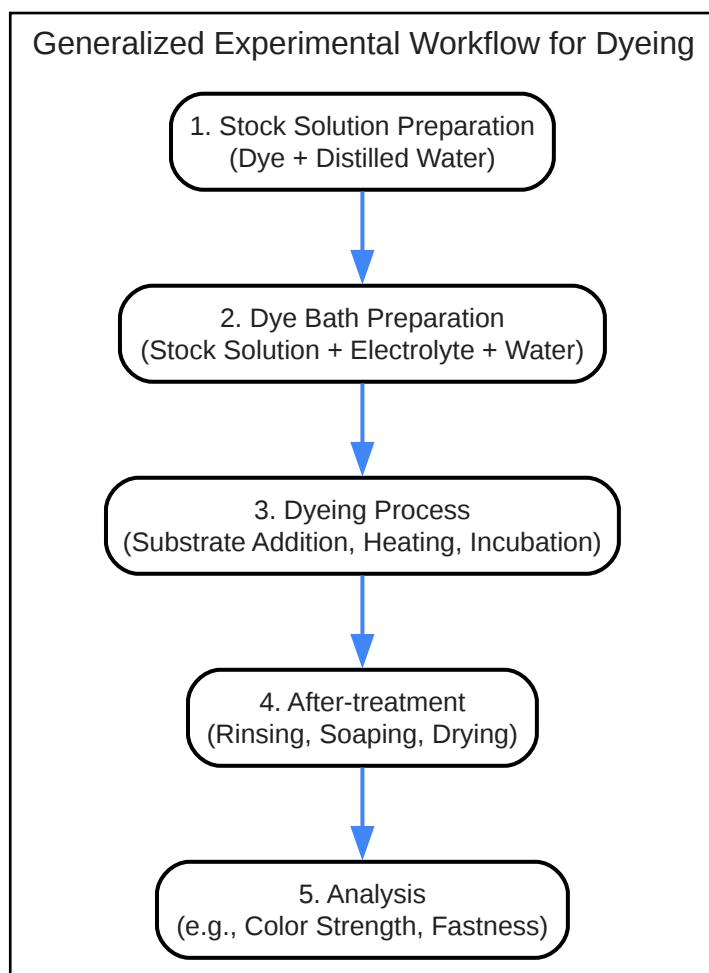 Generalized Experimental Workflow for Dyeing
1. Stock Solution Preparation
(Dye + Distilled Water)
2. Dye Bath Preparation
(Stock Solution + Electrolyte + Water)
3. Dyeing Process
(Substrate Addition, Heating, Incubation)
4. After-treatment
(Rinsing, Soaping, Drying)
5. Analysis
(e.g., Color Strength, Fastness)